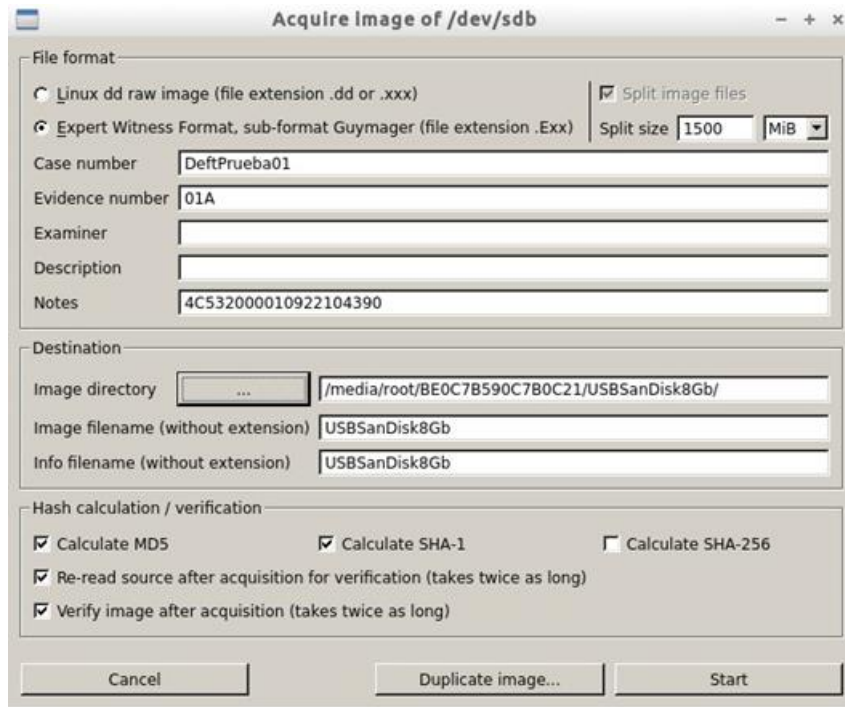 Acquire Image of /dev/sdb
File format
Linux dd raw image (file extension .dd or .xxx)
Split image files
Expert Witness Format, sub-format Guymager (file extension .Exx)
Split size 1500 MiB
Case number DeftPrueba01
Evidence number 01A
Examiner
Description
Notes 4C532000010922104390
Destination
Image directory ... /media/root/BE0C7B590C7B0C21/USBSanDisk8Gb/
Image filename (without extension) USBSanDisk8Gb
Info filename (without extension) USBSanDisk8Gb
Hash calculation / verification
Calculate MD5 Calculate SHA-1 Calculate SHA-256
Re-read source after acquisition for verification (takes twice as long)
Verify image after acquisition (takes twice as long)
Cancel Duplicate image... Start